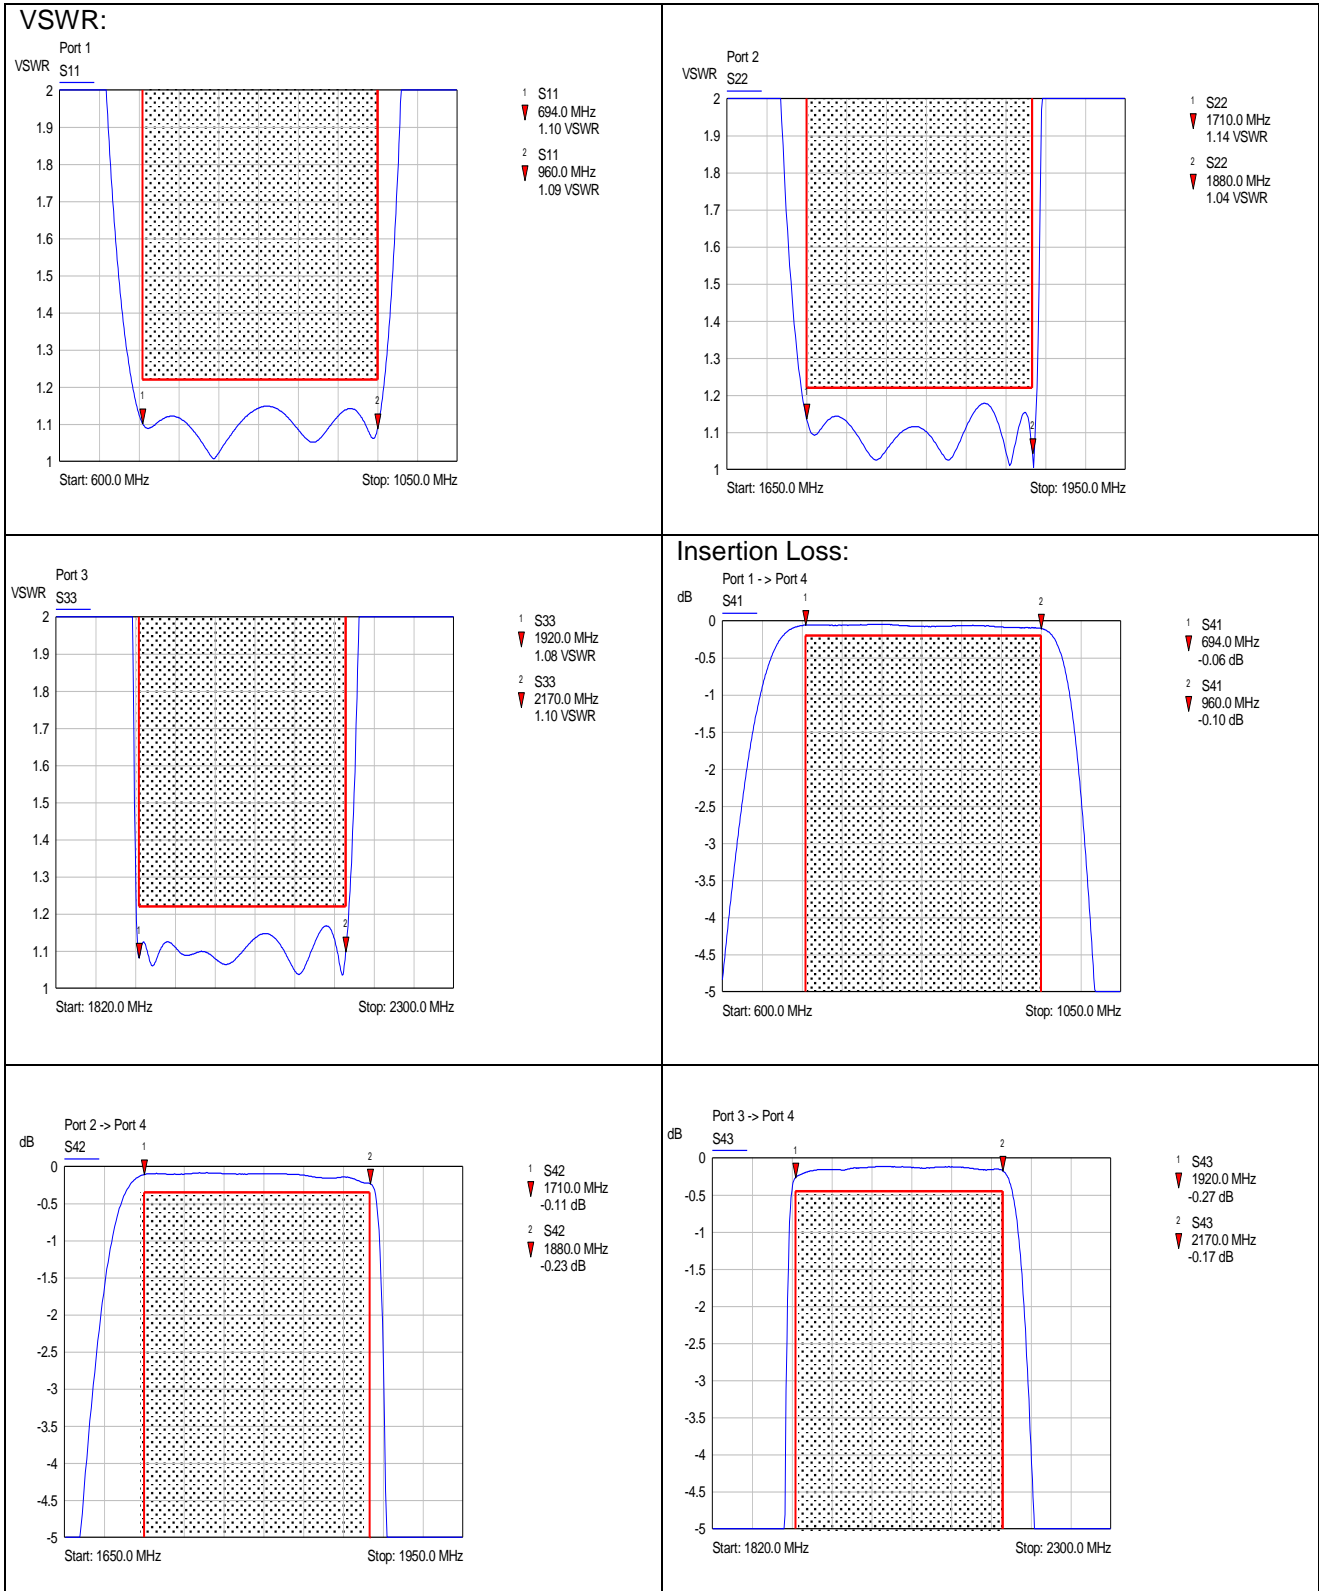 VSWR:
Port 1
VSWR
S11
2
1.9
1.8
1.7
1.6
1.5
1.4
1.3
1.2
1.1
1
1
2
Start: 600.0 MHz
Stop: 1050.0 MHz
1 S11
694.0 MHz
1.10 VSWR
2 S11
960.0 MHz
1.09 VSWR
Port 2
VSWR
S22
2
1.9
1.8
1.7
1.6
1.5
1.4
1.3
1.2
1.1
1
2
Start: 1650.0 MHz
Stop: 1950.0 MHz
1 S22
1710.0 MHz
1.14 VSWR
2 S22
1880.0 MHz
1.04 VSWR
Port 3
VSWR
S33
2
1.9
1.8
1.7
1.6
1.5
1.4
1.3
1.2
1.1
1
1
2
Start: 1820.0 MHz
Stop: 2300.0 MHz
1 S33
1920.0 MHz
1.08 VSWR
2 S33
2170.0 MHz
1.10 VSWR
Insertion Loss:
Port 1 - > Port 4
dB
S41
1
2
0
-0.5
-1
-1.5
-2
-2.5
-3
-3.5
-4
-4.5
-5
Start: 600.0 MHz
Stop: 1050.0 MHz
1 S41
694.0 MHz
-0.06 dB
2 S41
960.0 MHz
-0.10 dB
Port 2 -> Port 4
dB
S42
1
2
0
-0.5
-1
-1.5
-2
-2.5
-3
-3.5
-4
-4.5
-5
Start: 1650.0 MHz
Stop: 1950.0 MHz
1 S42
1710.0 MHz
-0.11 dB
2 S42
1880.0 MHz
-0.23 dB
Port 3 -> Port 4
dB
S43
1
2
0
-0.5
-1
-1.5
-2
-2.5
-3
-3.5
-4
-4.5
-5
Start: 1820.0 MHz
Stop: 2300.0 MHz
1 S43
1920.0 MHz
-0.27 dB
2 S43
2170.0 MHz
-0.17 dB